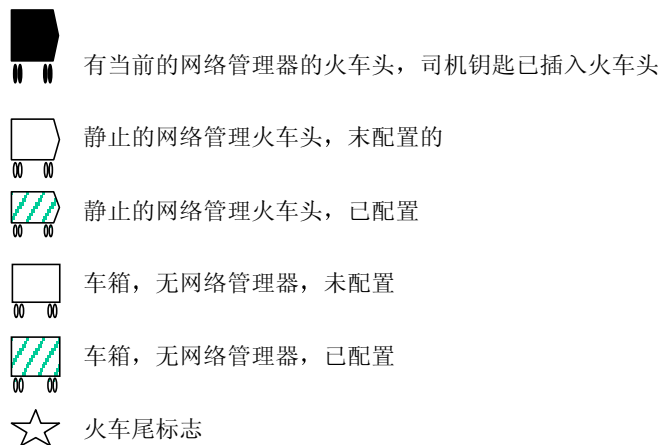 有当前的网络管理器的火车头，司机钥匙已插入火车头
静止的网络管理火车头，末配置的
静止的网络管理火车头，已配置
车箱，无网络管理器，未配置
车箱，无网络管理器，已配置
火车尾标志